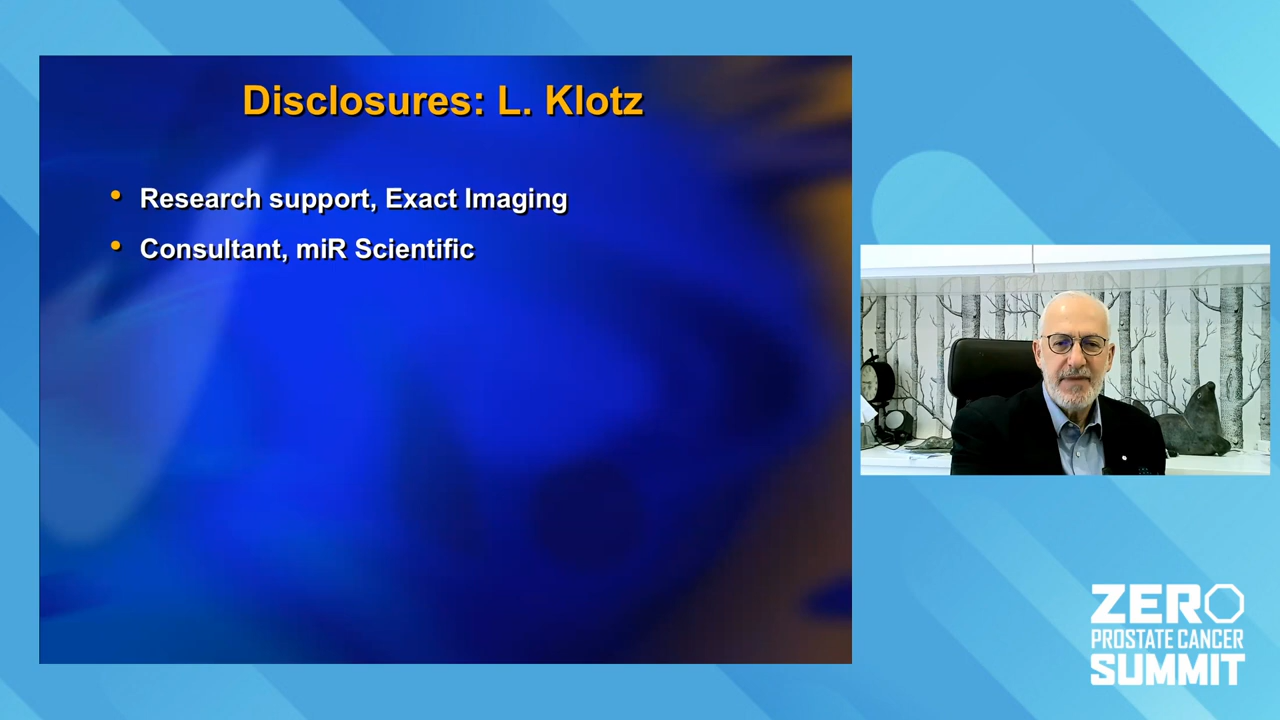 Disclosures: L. Klotz
• Research support, Exact Imaging
• Consultant, miR Scientific
ZERO
PROSTATE CANCER
SUMMIT